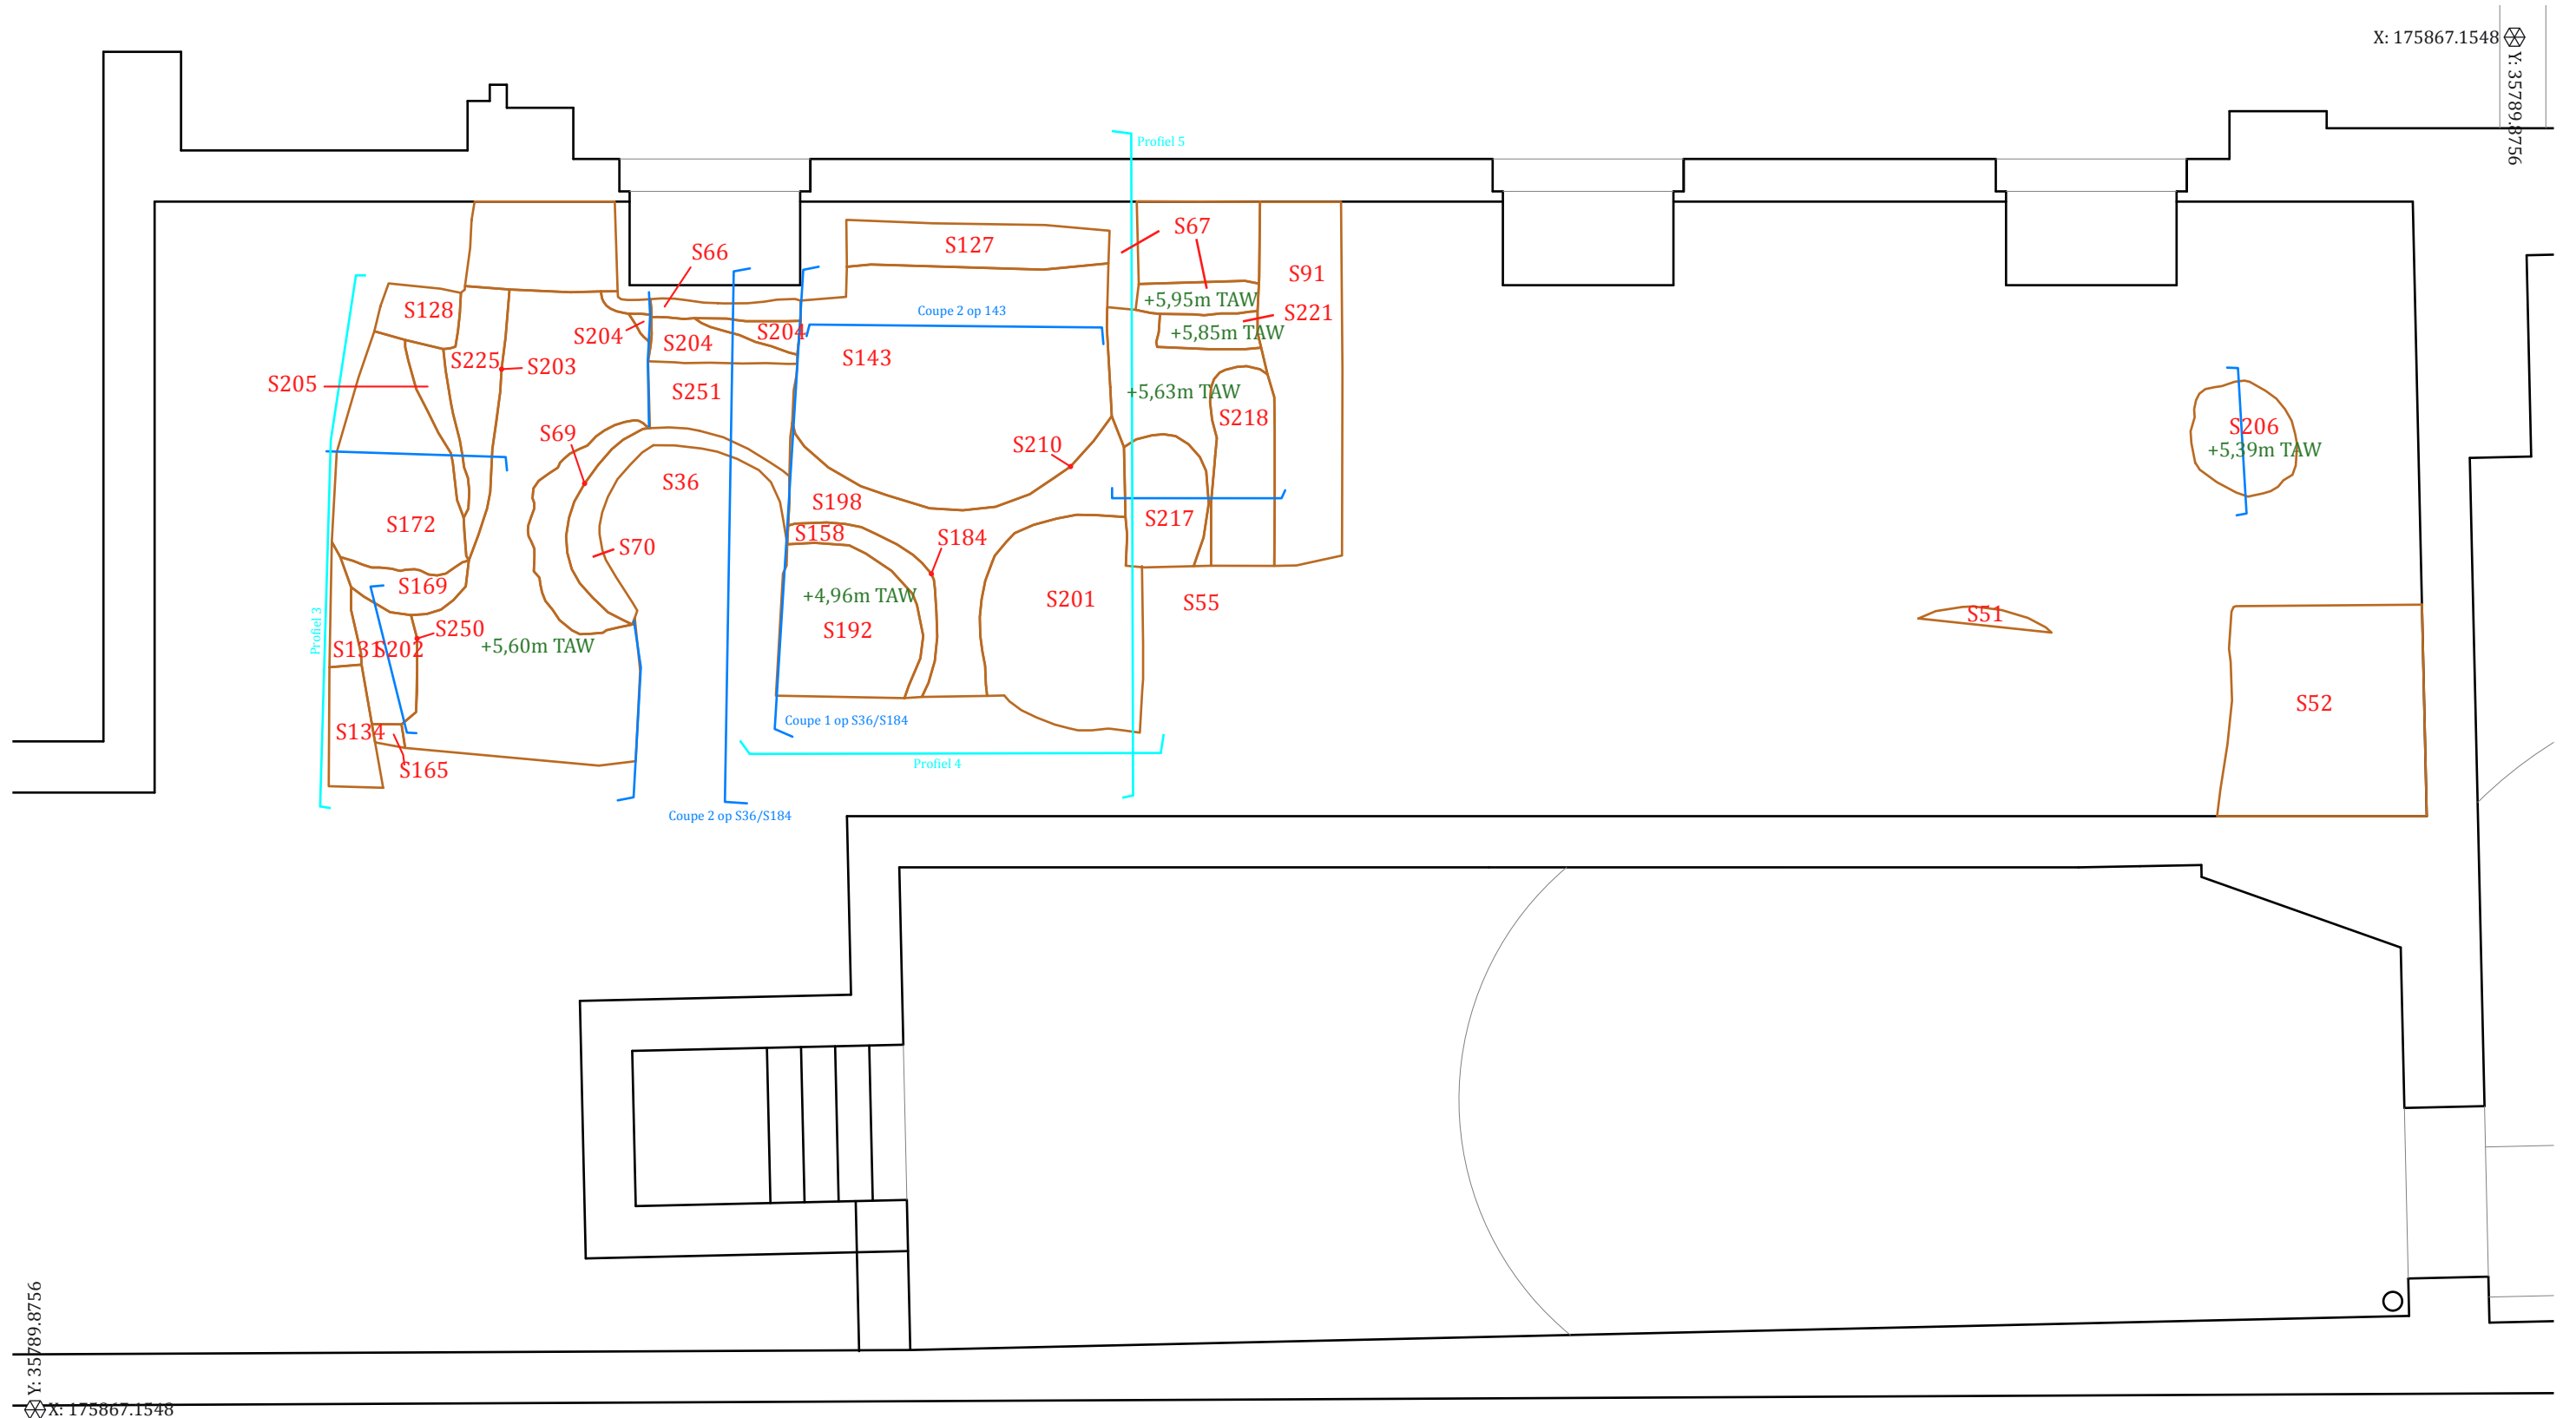 X: 175867.1548
Y: 35789.8756
Profiel 5
S67
S127
S66
S91
+5,95m TAW
S221
+5,85m TAW
S128
Coupe 2 op 143
S204
S204
S204
S225
S203
S143
S205
S251
+5,63m TAW
S218
S69
S210
S206
+5,39m TAW
S36
S198
S172
S217
S158
S184
S70
S169
+4,96m TAW
S201
S55
S51
Profiel 3
S250
S192
S131
S202
+5,60m TAW
S52
Coupe 1 op S36/S184
S134
Profiel 4
S165
Coupe 2 op S36/S184
Y: 35789.8756
X: 175867.1548